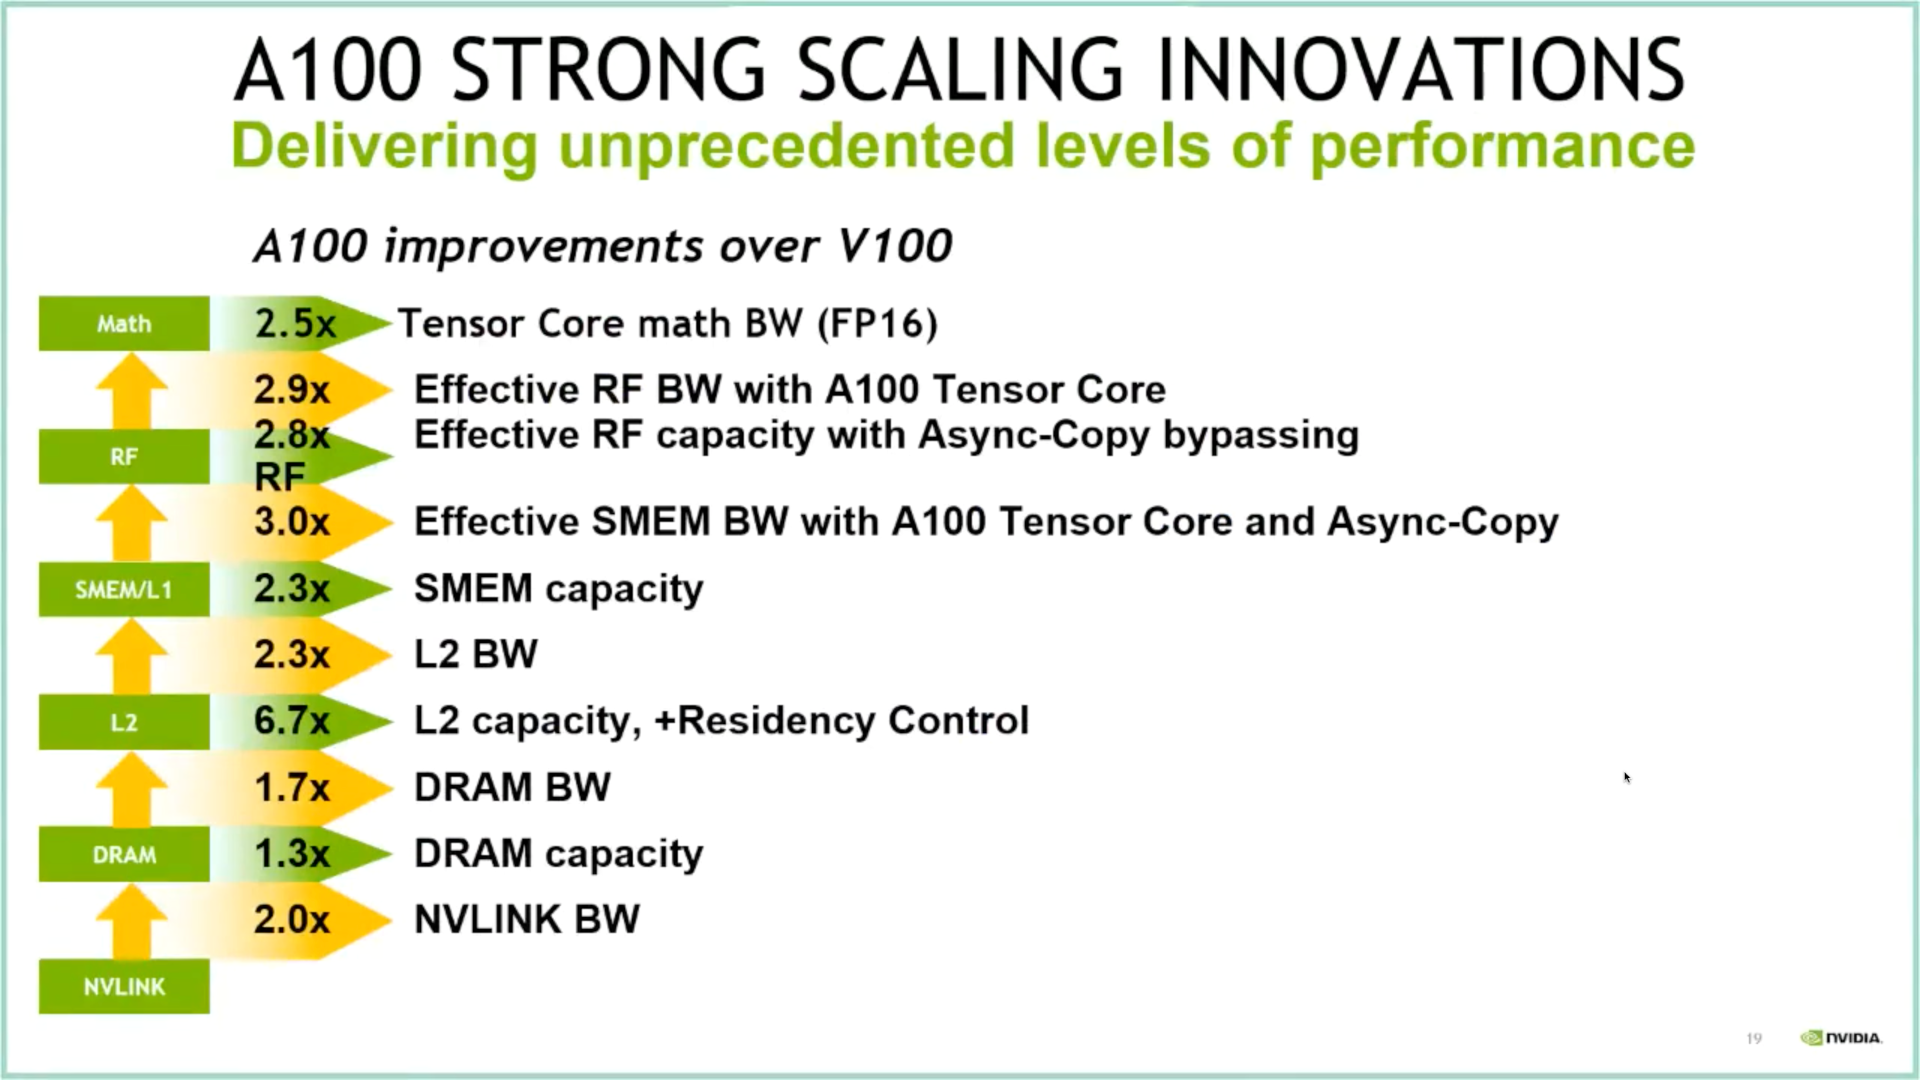 A100 STRONG SCALING INNOVATIONS
Delivering unprecedented levels of performance
A100 improvements over V100
Math 2.5x Tensor Core math BW (FP16)
2.9x Effective RF BW with A100 Tensor Core
RF 2.8x Effective RF capacity with Async-Copy bypassing
RF
3.0x Effective SMEM BW with A100 Tensor Core and Async-Copy
SMEM/L1 2.3x SMEM capacity
2.3x L2 BW
L2 6.7x L2 capacity, +Residency Control
1.7x DRAM BW
DRAM 1.3x DRAM capacity
2.0x NVLINK BW
NVLINK
19 NVIDIA.